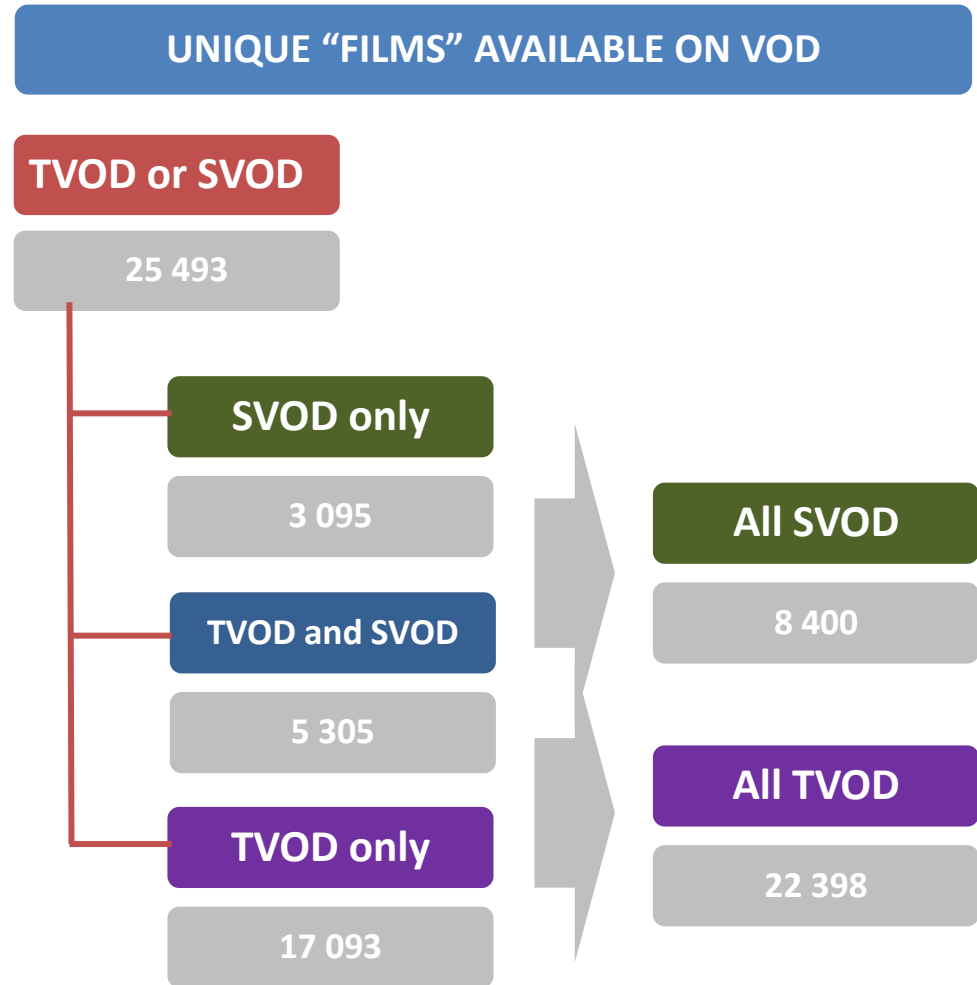 UNIQUE “FILMS” AVAILABLE ON VOD
TVOD or SVOD
25 493
SVOD only
3 095
TVOD and SVOD
5 305
TVOD only
17 093
All SVOD
8 400
All TVOD
22 398